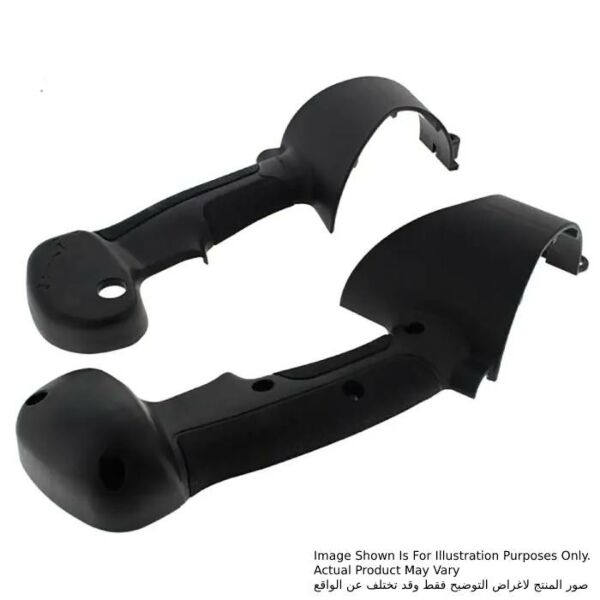 Image Shown Is For Illustration Purposes Only.
Actual Product May Vary
صور المنتج لاغراض التوضيح فقط وقد تختلف عن الواقع